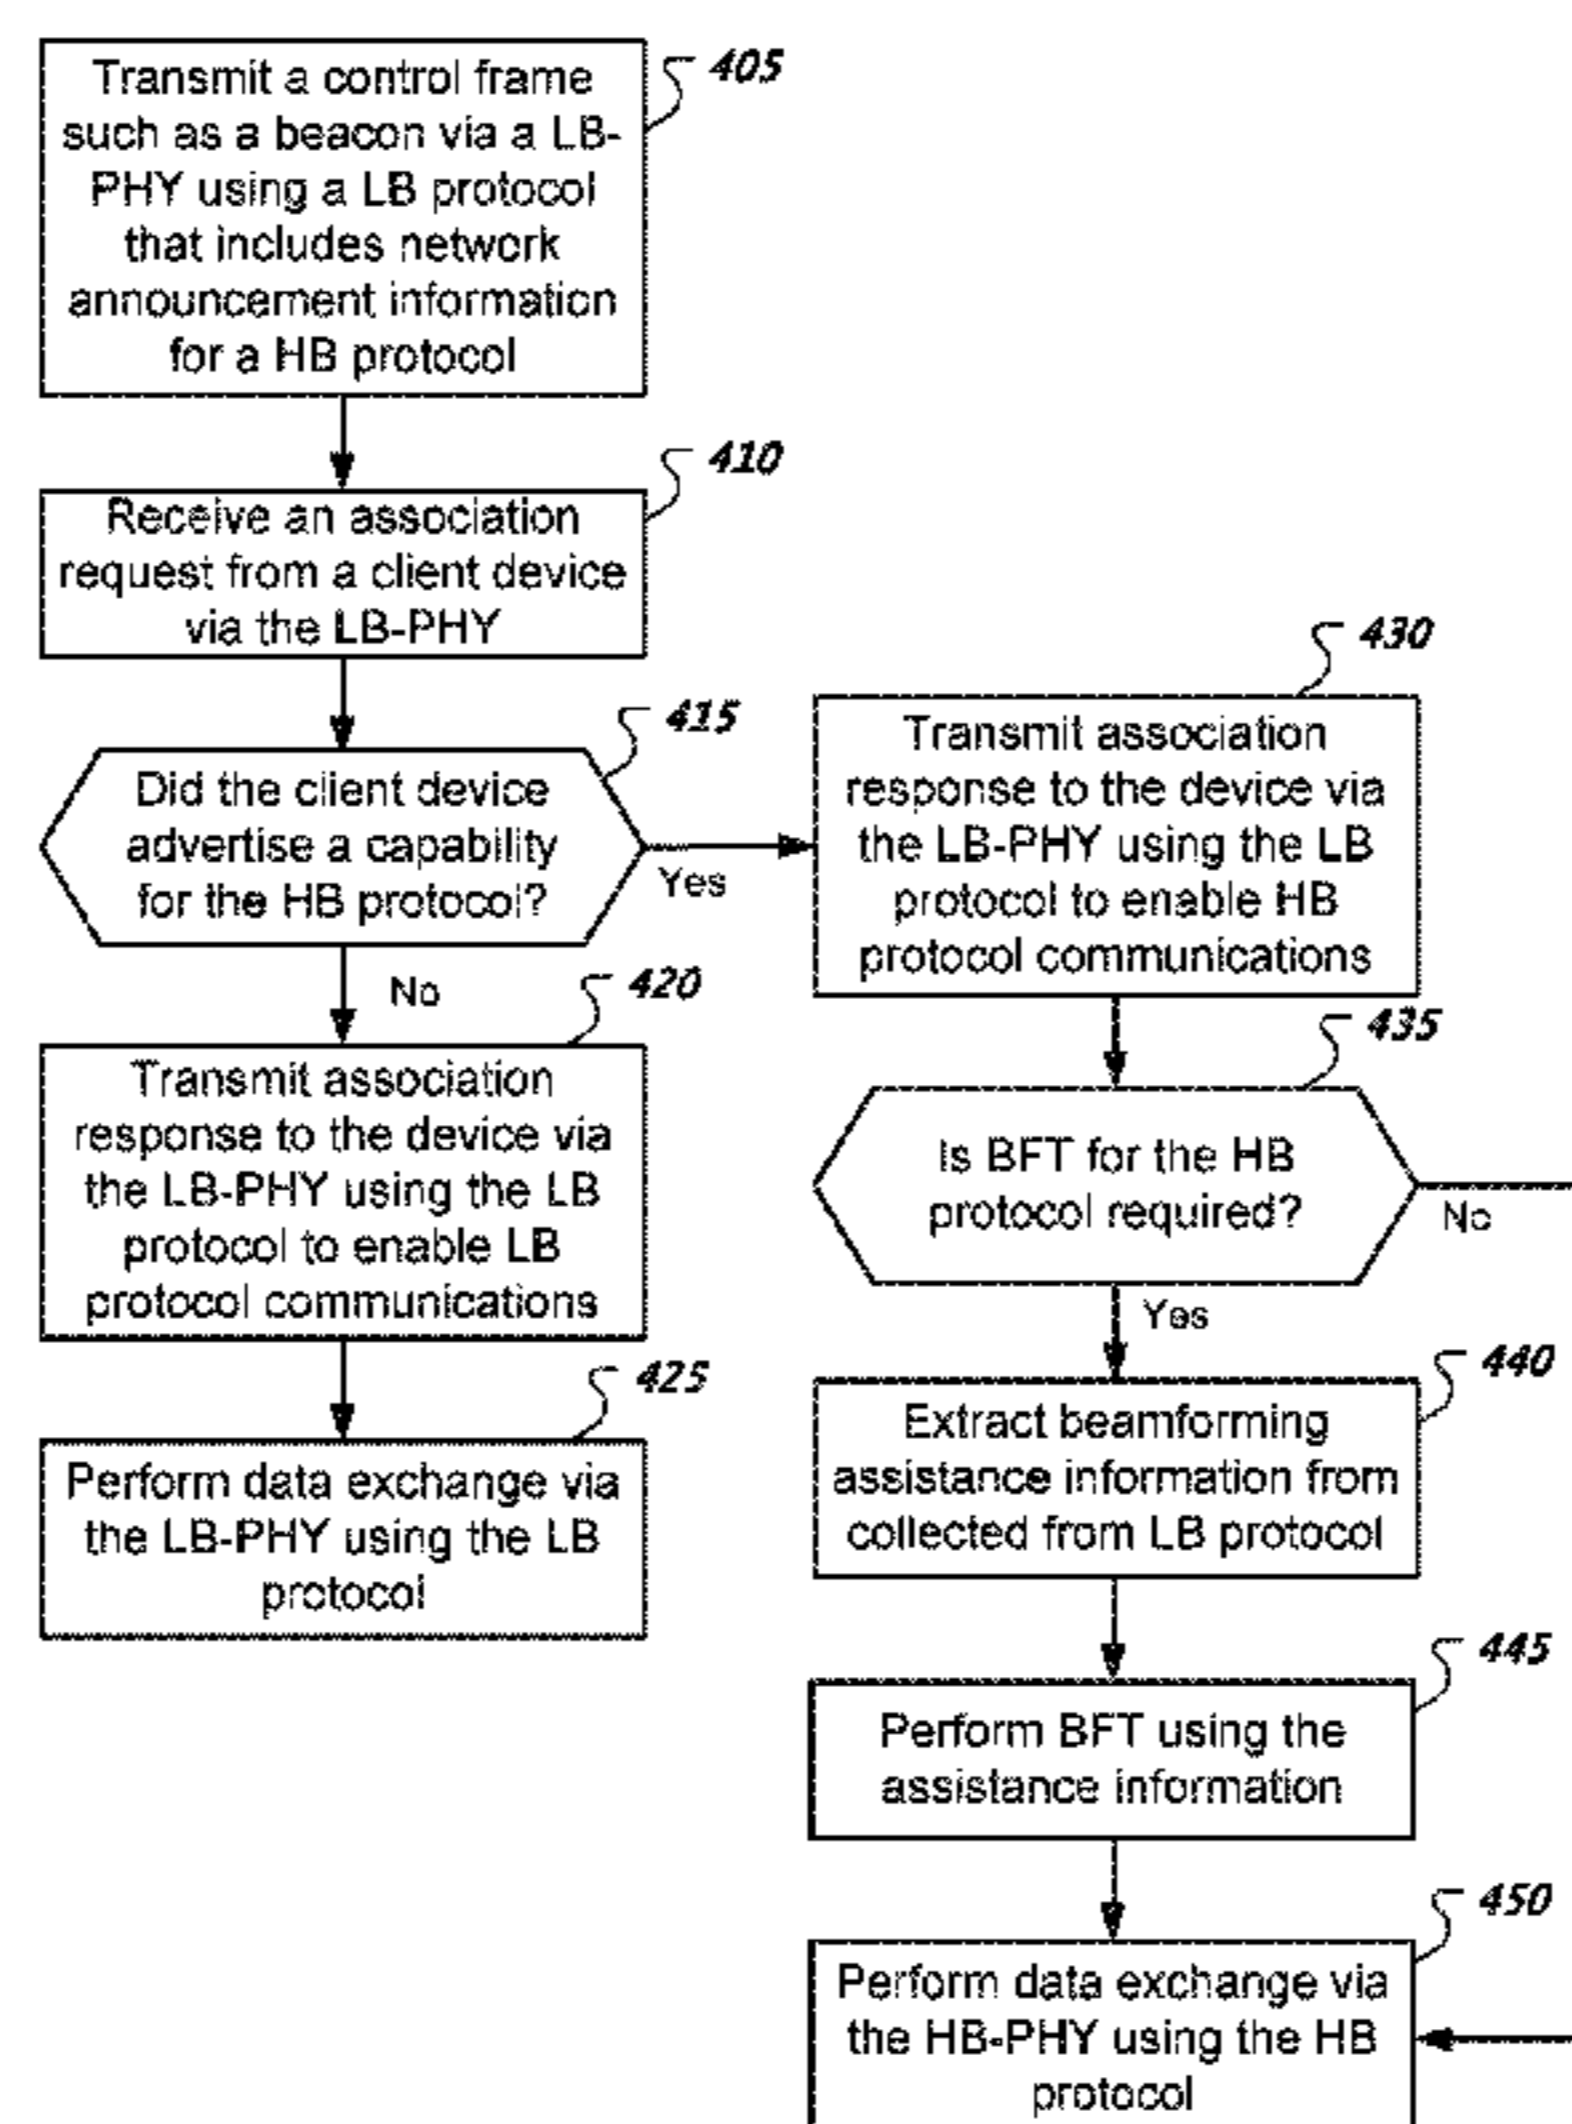 405
Transmit a control frame
such as a beacon via a LB-
PHY using a LB protocol
that includes network
announcement information
for a HB protocol
410
Receive an association
request from a client device
via the LB-PHY
415
Did the client device
advertise a capability
for the HB protocol?
Yes
No
420
Transmit association
response to the device via
the LB-PHY using the LB
protocol to enable LB
protocol communications
425
Perform data exchange via
the LB-PHY using the LB
protocol
430
Transmit association
response to the device via
the LB-PHY using the LB
protocol to enable HB
protocol communications
435
Is BFT for the HB
protocol required?
No
Yes
440
Extract beamforming
assistance information from
collected from LB protocol
445
Perform BFT using the
assistance information
450
Perform data exchange via
the HB-PHY using the HB
protocol